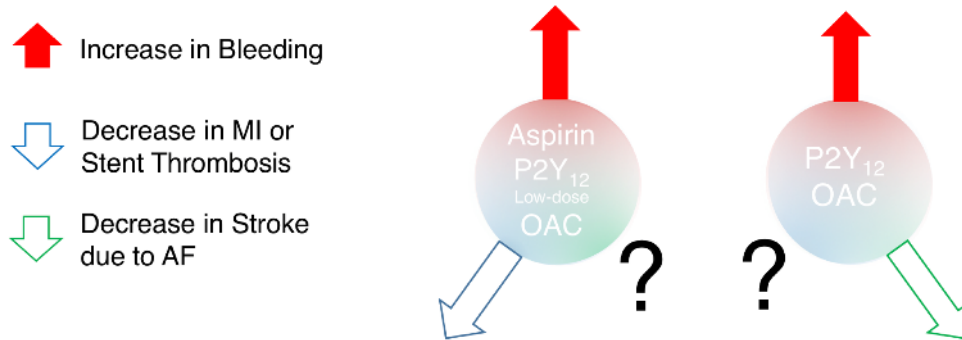 Increase in Bleeding
Decrease in MI or
Stent Thrombosis
Decrease in Stroke
due to AF
Aspirin
P2Y₁₂
Low-dose
OAC
?
P2Y₁₂
OAC
?